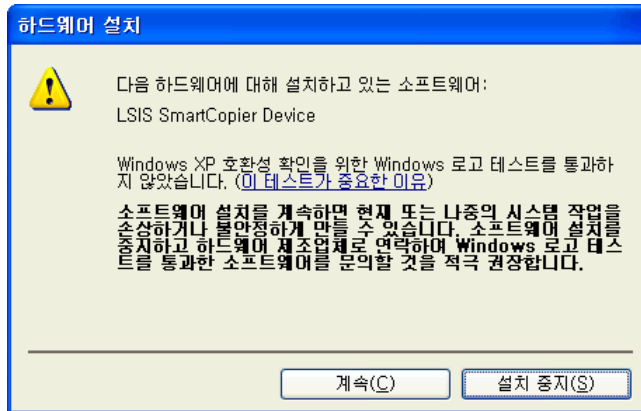 하드웨어 설치
다음 하드웨어에 대해 설치하고 있는 소프트웨어:
LSIS SmartCopier Device
Windows XP 호환성 확인을 위한 Windows 로고 테스트를 통과하
지 않았습니다. (이 테스트가 중요한 이유)
소프트웨어 설치를 계속하면 현재 또는 나중의 시스템 작업을
손상하거나 불안정하게 만들 수 있습니다. 소프트웨어 설치를
중지하고 하드웨어 제조업체로 연락하여 Windows 로고 테스
트를 통과한 소프트웨어를 문의할 것을 적극 권장합니다.
계속(C)
설치 중지(S)